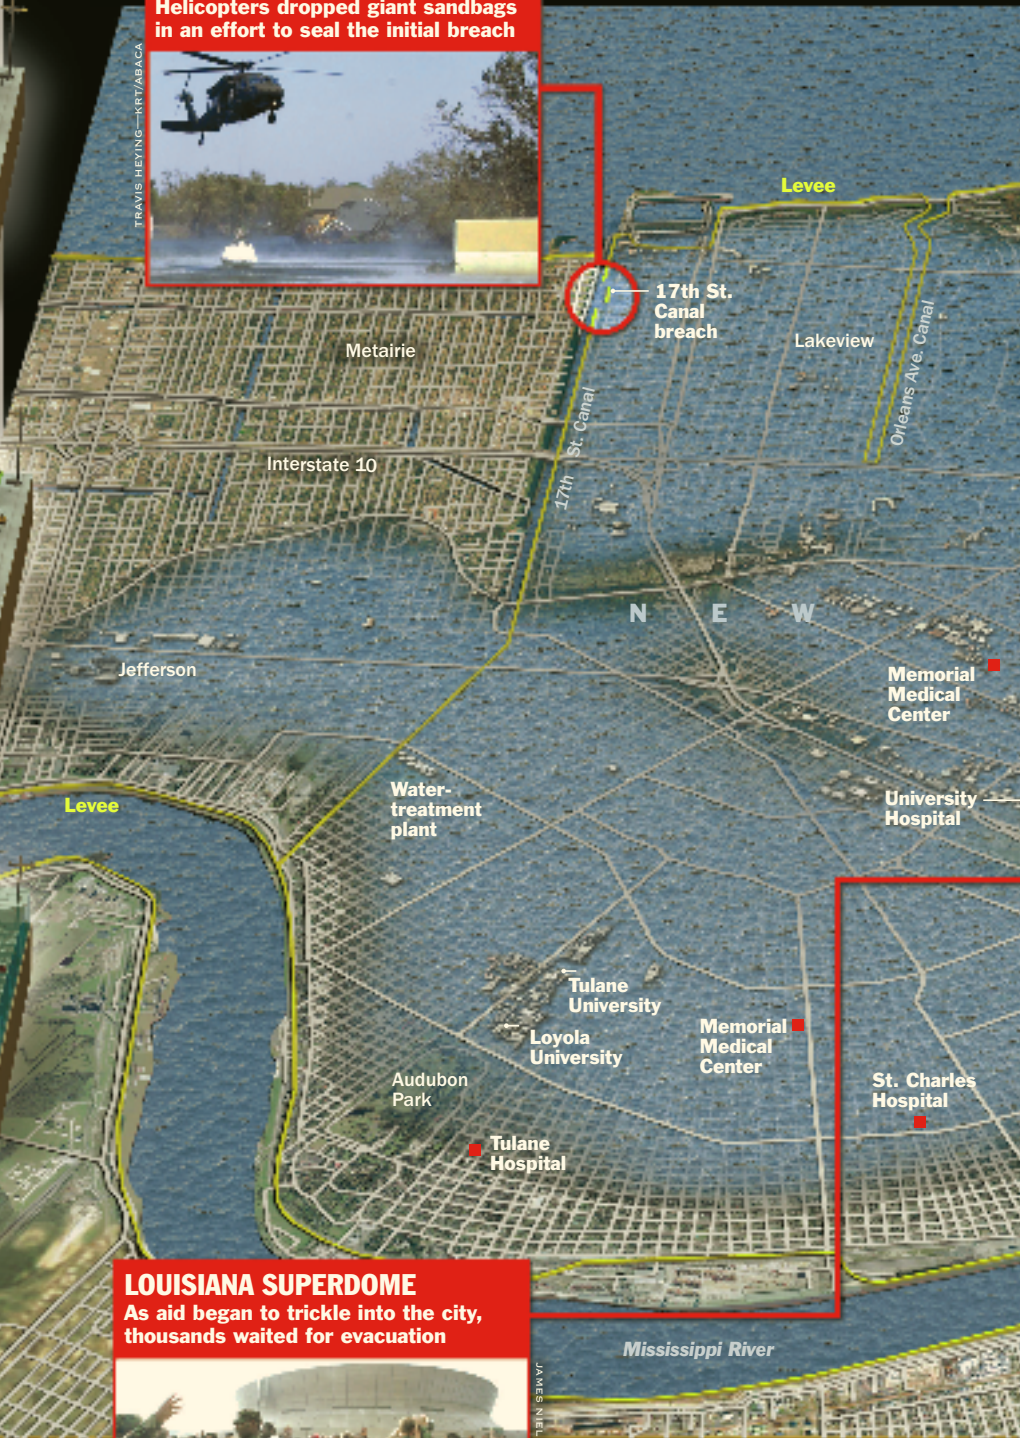 Helicopters dropped giant sandbags
in an effort to seal the initial breach
TRAVIS HEYING—KRT/ABACA
Levee
17th St.
Canal
breach
Lakeview
Orleans Ave. Canal
Metairie
17th St. Canal
Interstate 10
N E W
Jefferson
Memorial
Medical
Center
Levee
Water-
treatment
plant
University
Hospital
Tulane
University
Loyola
University
Memorial
Medical
Center
Audubon
Park
St. Charles
Hospital
Tulane
Hospital
LOUISIANA SUPERDOME
As aid began to trickle into the city,
thousands waited for evacuation
Mississippi River
JAMES NIEL